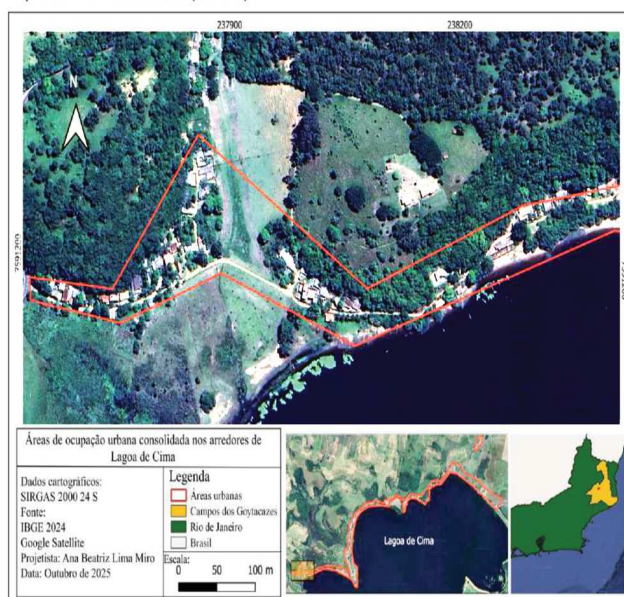 237900
238200
7591200
Áreas de ocupação urbana consolidada nos arredores de
Lagoa de Cima
Dados cartográficos:
SIRGAS 2000 24 S
Fonte:
IBGE 2024
Google Satellite
Projetista: Ana Beatriz Lima Miro
Data: Outubro de 2025
Legenda
Áreas urbanas
Campos dos Goytacazes
Rio de Janeiro
Brasil
Escala:
0 50 100 m
Lagoa de Cima
N